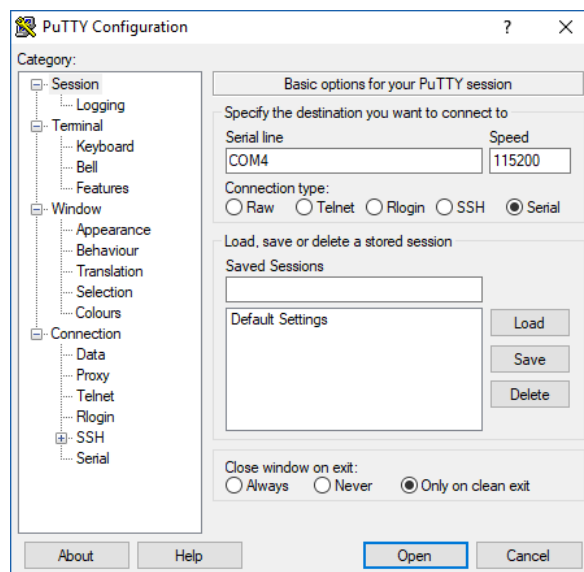 PuTTY Configuration
Category:
Session
Logging
Terminal
Keyboard
Bell
Features
Window
Appearance
Behaviour
Translation
Selection
Colours
Connection
Data
Proxy
Telnet
Rlogin
SSH
Serial
Basic options for your PuTTY session
Specify the destination you want to connect to
Serial line Speed
COM4 115200
Connection type:
Raw Telnet Rlogin SSH Serial
Load, save or delete a stored session
Saved Sessions
Default Settings
Load
Save
Delete
Close window on exit:
Always Never Only on clean exit
About Help Open Cancel